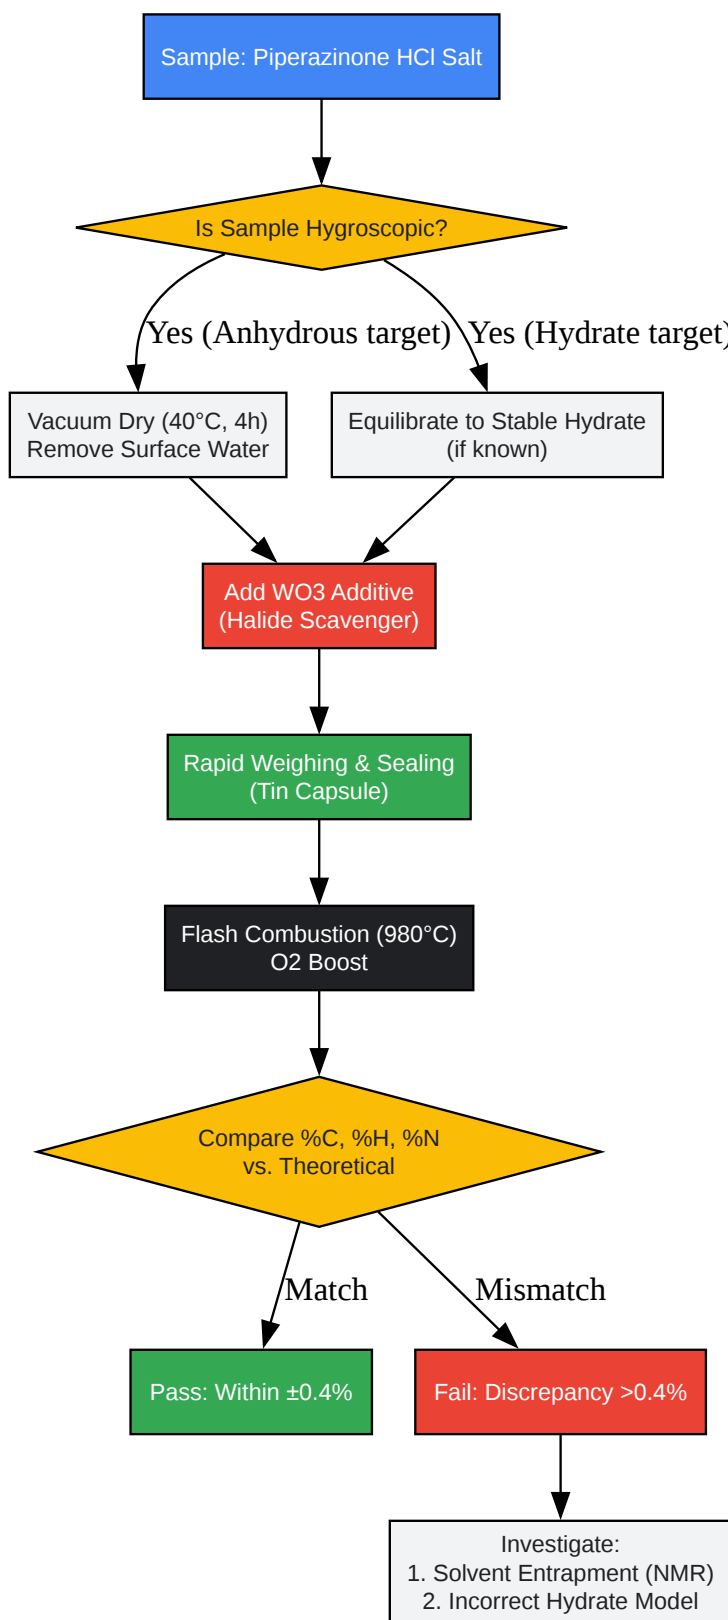 Sample: Piperazinone HCl Salt
Is Sample Hygroscopic?
Yes (Anhydrous target)
Yes (Hydrate target)
Vacuum Dry (40°C, 4h)
Remove Surface Water
Equilibrate to Stable Hydrate
(if known)
Add WO3 Additive
(Halide Scavenger)
Rapid Weighing & Sealing
(Tin Capsule)
Flash Combustion (980°C)
O2 Boost
Compare %C, %H, %N
vs. Theoretical
Match
Mismatch
Pass: Within ±0.4%
Fail: Discrepancy >0.4%
Investigate:
1. Solvent Entrapment (NMR)
2. Incorrect Hydrate Model